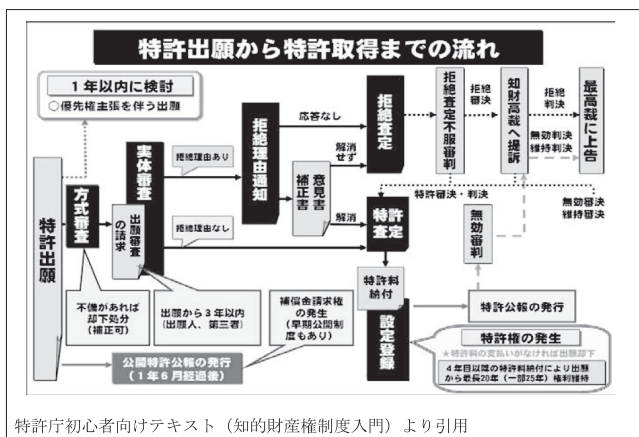 特許出願から特許取得までの流れ
1年以内に検討
○優先権主張を伴う出願
特許出願
方式審査
出願審査の請求
実体審査
拒絶理由あり
拒絶理由なし
拒絶理由通知
応答なし
意見書
補正書
解消せず
解消
拒絶査定
特許査定
拒絶査定不服審判
拒絶審決
知財高裁へ提訴
拒絶判決
無効判決
維持判決
最高裁に上告
特許審決・判決
無効審決
維持審決
無効審判
特許料納付
設定登録
特許公報の発行
不備があれば
却下処分
(補正可)
出願から3年以内
(出願人、第三者)
補償金請求権
の発生
(早期公開制
度もあり)
公開特許公報の発行
(1年6月経過後)
特許権の発生
★特許料の支払いがなければ出願却下
4年目以降の特許料納付により出願
から最長20年(一部25年)権利維持
特許庁初心者向けテキスト(知的財産権制度入門)より引用